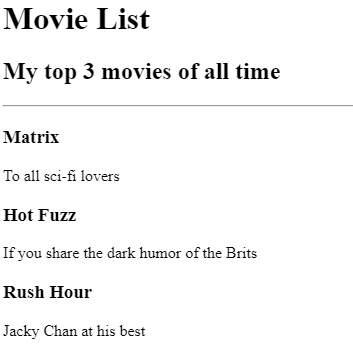 Movie List
My top 3 movies of all time
Matrix
To all sci-fi lovers
Hot Fuzz
If you share the dark humor of the Brits
Rush Hour
Jacky Chan at his best